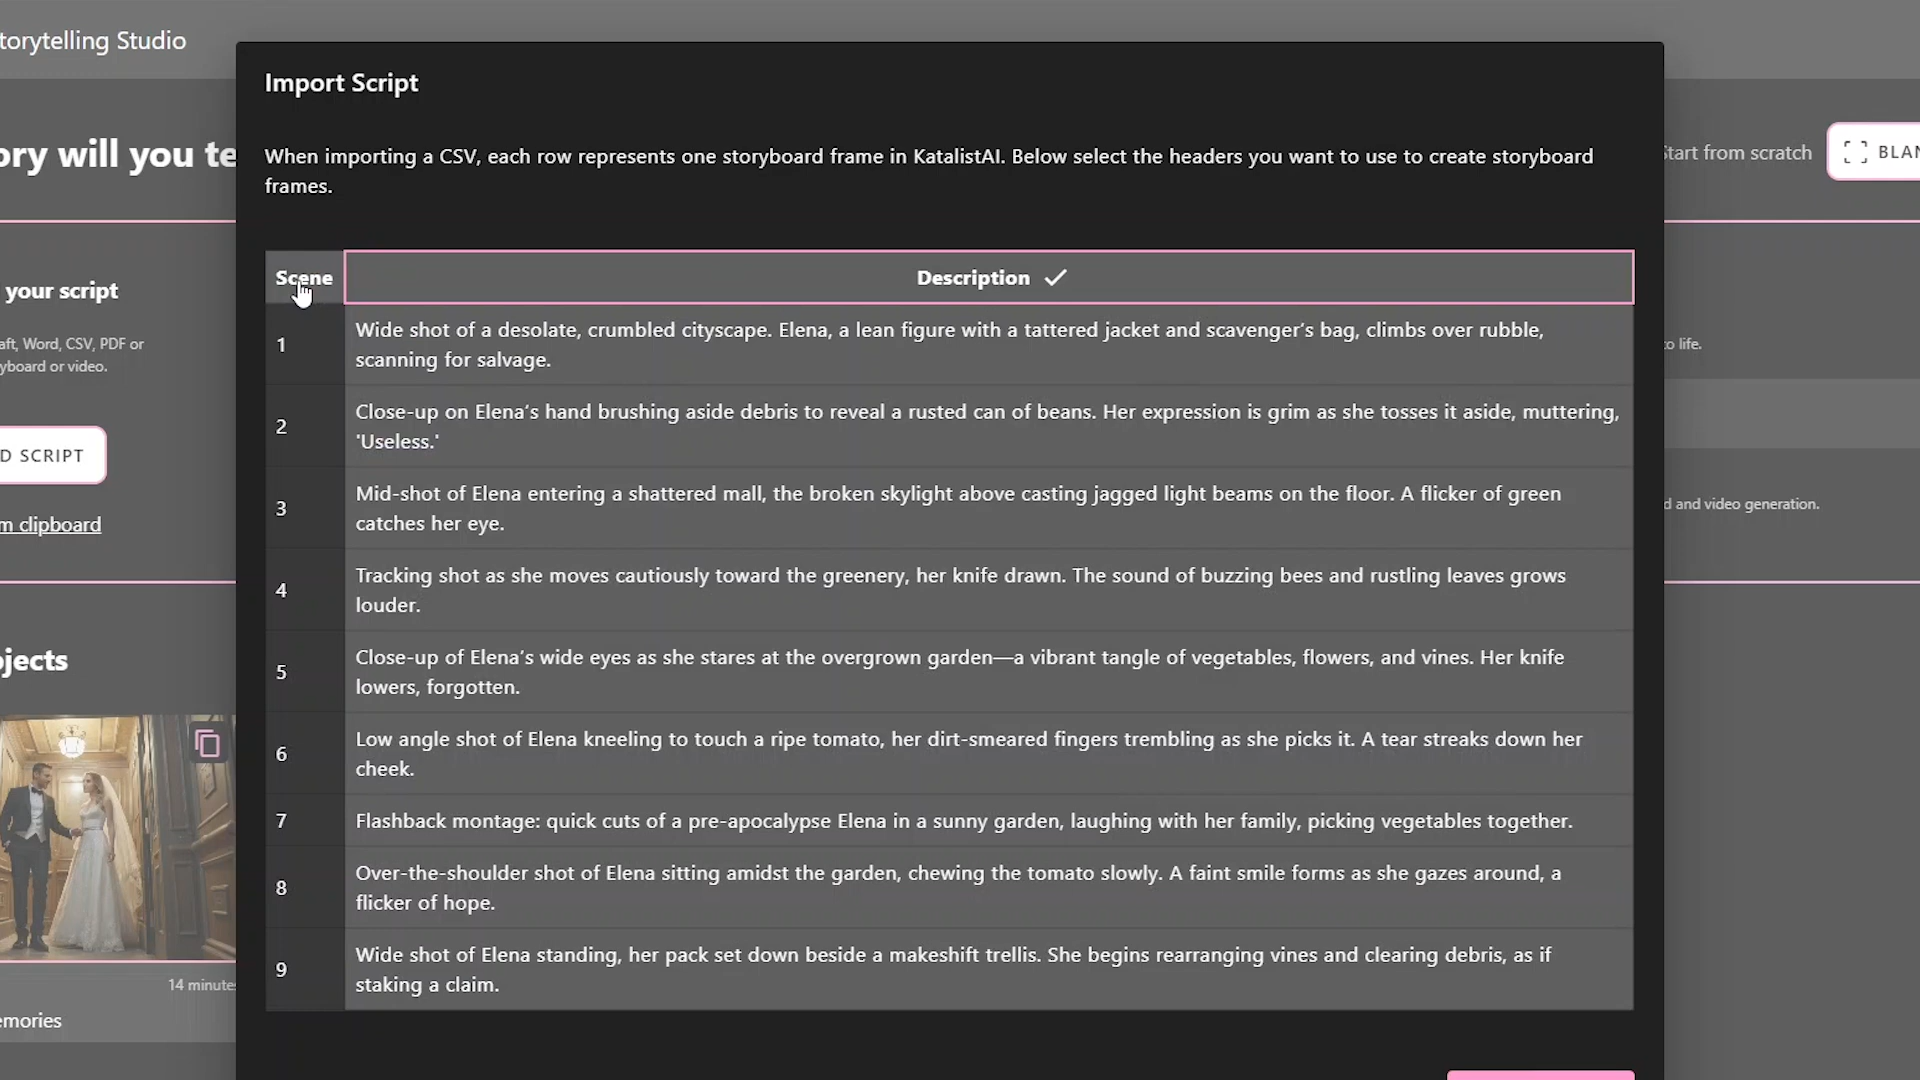 torytelling Studio
Import Script
ory will you te
When importing a CSV, each row represents one storyboard frame in KatalistAI. Below select the headers you want to use to create storyboard
frames.
Start from scratch
BLAN
Scene
Description
your script
aft, Word, CSV, PDF or
yboard or video.
1
Wide shot of a desolate, crumbled cityscape. Elena, a lean figure with a tattered jacket and scavenger's bag, climbs over rubble,
scanning for salvage.
o life.
2
Close-up on Elena's hand brushing aside debris to reveal a rusted can of beans. Her expression is grim as she tosses it aside, muttering,
'Useless.'
D SCRIPT
3
Mid-shot of Elena entering a shattered mall, the broken skylight above casting jagged light beams on the floor. A flicker of green
catches her eye.
m clipboard
d and video generation.
4
Tracking shot as she moves cautiously toward the greenery, her knife drawn. The sound of buzzing bees and rustling leaves grows
louder.
5
Close-up of Elena's wide eyes as she stares at the overgrown garden—a vibrant tangle of vegetables, flowers, and vines. Her knife
lowers, forgotten.
ojects
6
Low angle shot of Elena kneeling to touch a ripe tomato, her dirt-smeared fingers trembling as she picks it. A tear streaks down her
cheek.
7
Flashback montage: quick cuts of a pre-apocalypse Elena in a sunny garden, laughing with her family, picking vegetables together.
8
Over-the-shoulder shot of Elena sitting amidst the garden, chewing the tomato slowly. A faint smile forms as she gazes around, a
flicker of hope.
9
Wide shot of Elena standing, her pack set down beside a makeshift trellis. She begins rearranging vines and clearing debris, as if
staking a claim.
14 minutes
emories